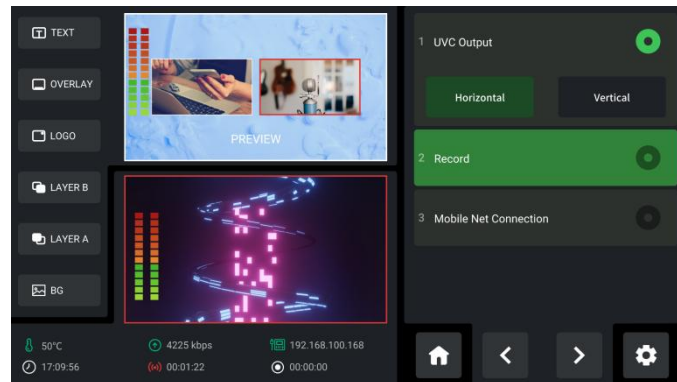 TEXT
OVERLAY
LOGO
LAYER B
LAYER A
BG
PREVIEW
50°C
4225 kbps
192.168.100.168
17:09:56
00:01:22
00:00:00
1 UVC Output
Horizontal Vertical
2 Record
3 Mobile Net Connection